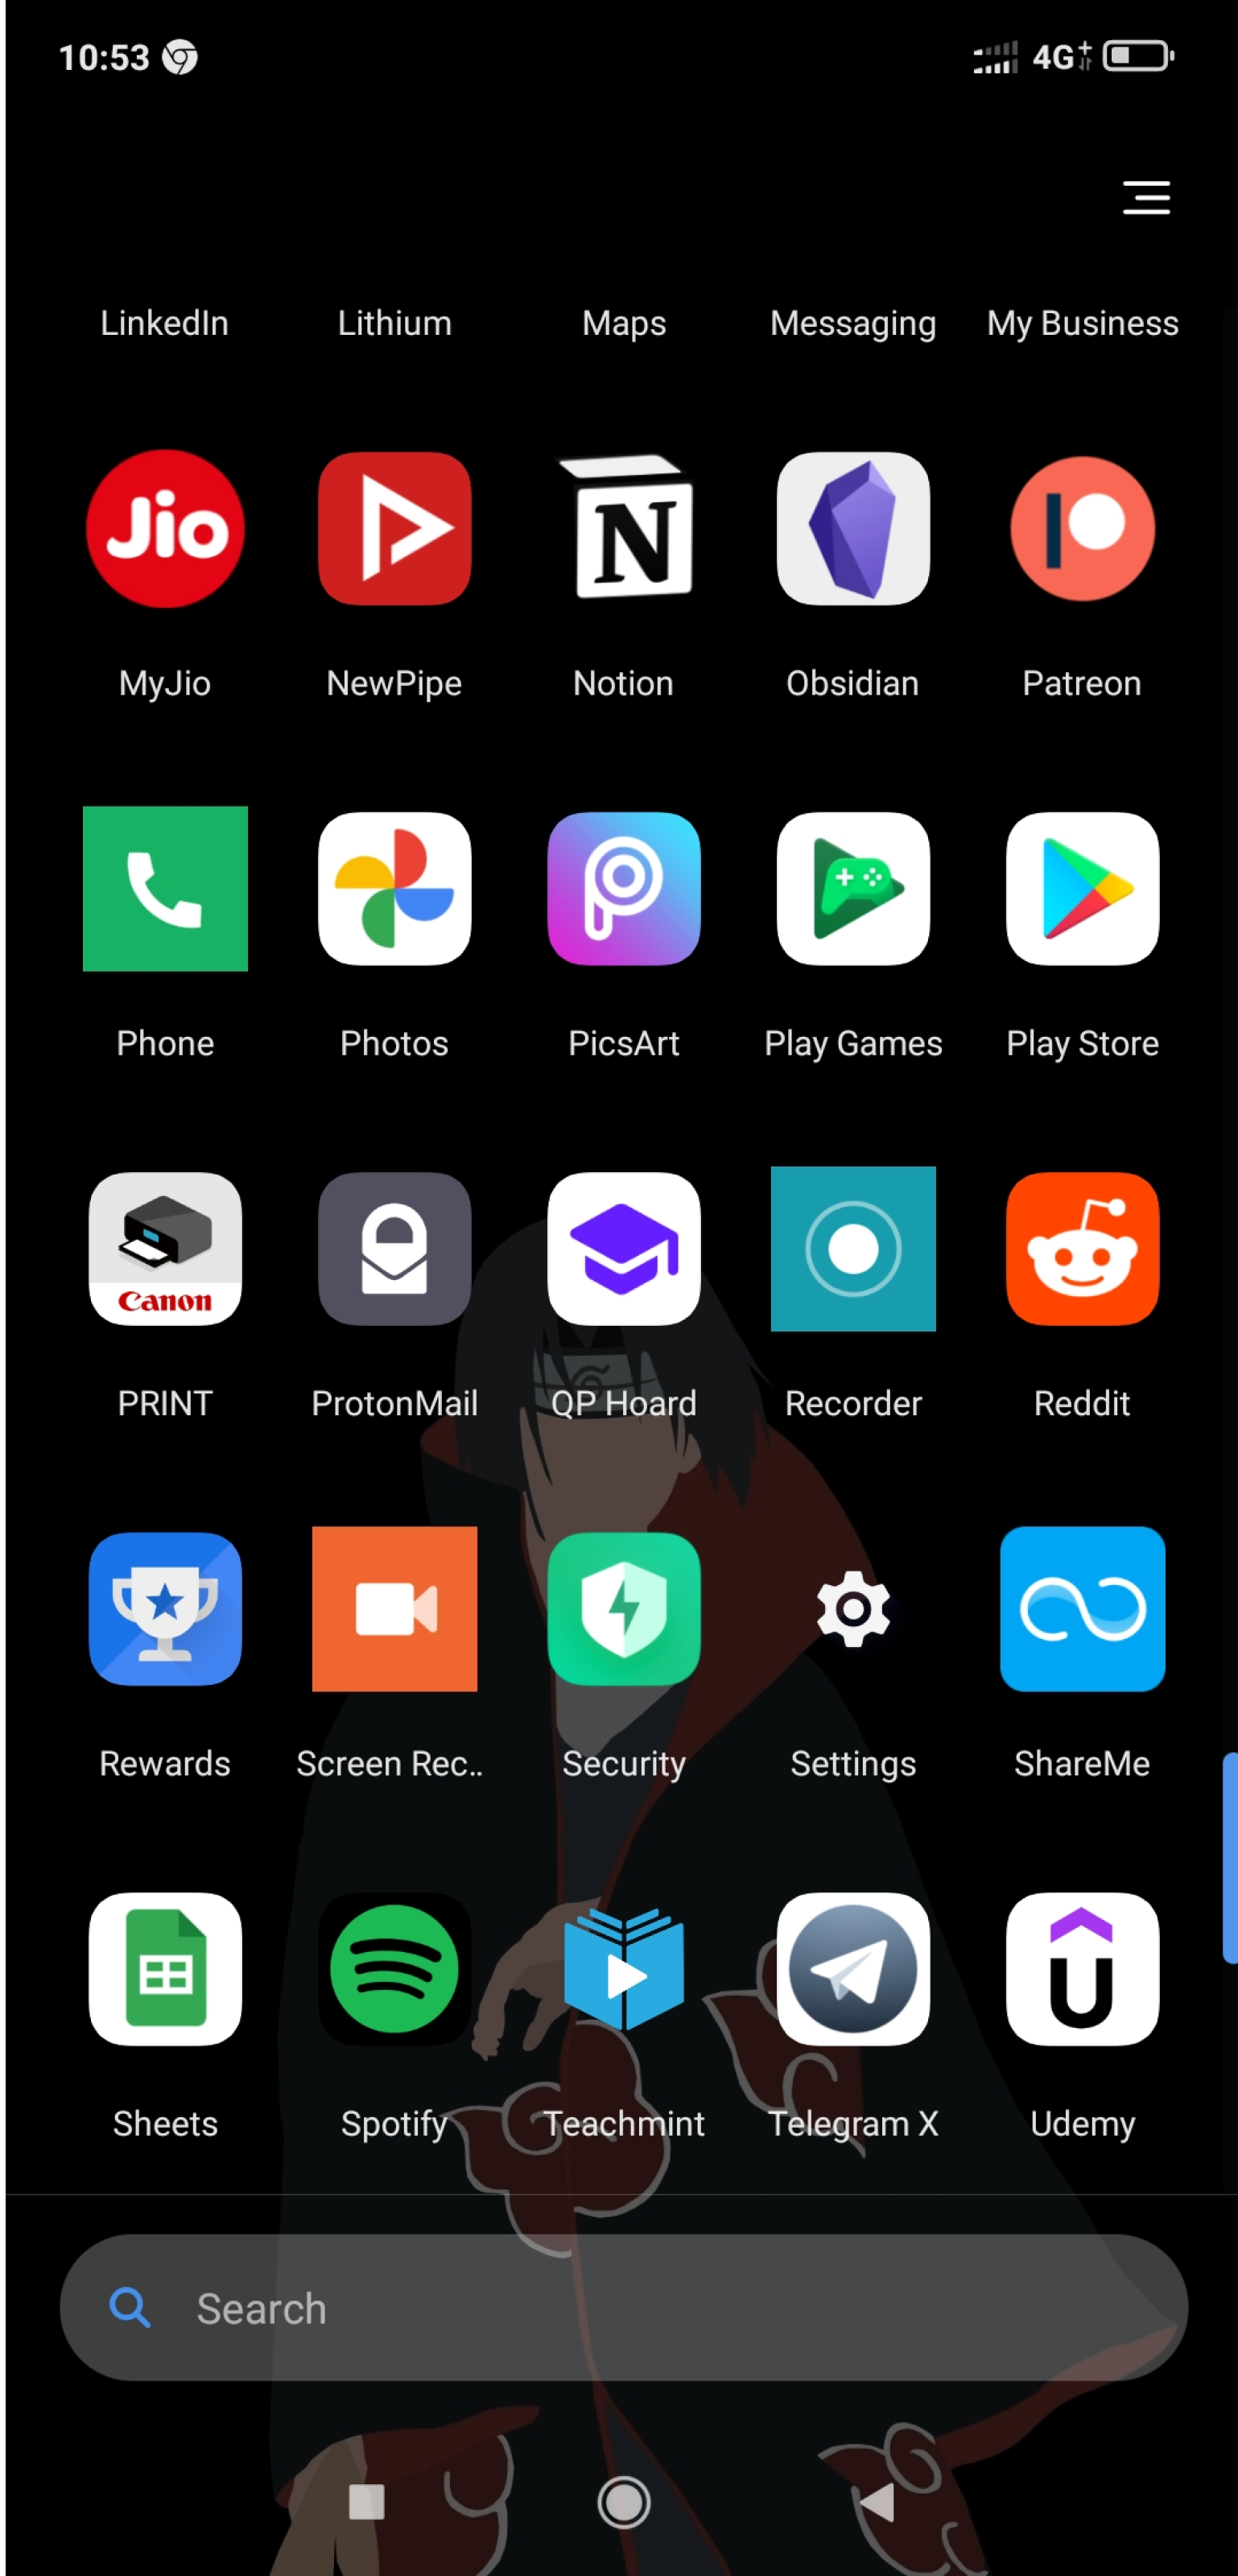 10:53 4G+
LinkedIn Lithium Maps Messaging My Business
Jio N
MyJio NewPipe Notion Obsidian Patreon
Phone Photos PicsArt Play Games Play Store
Canon
PRINT ProtonMail QP Hoard Recorder Reddit
Rewards Screen Rec.. Security Settings ShareMe
Sheets Spotify Teachmint Telegram X Udemy
Search